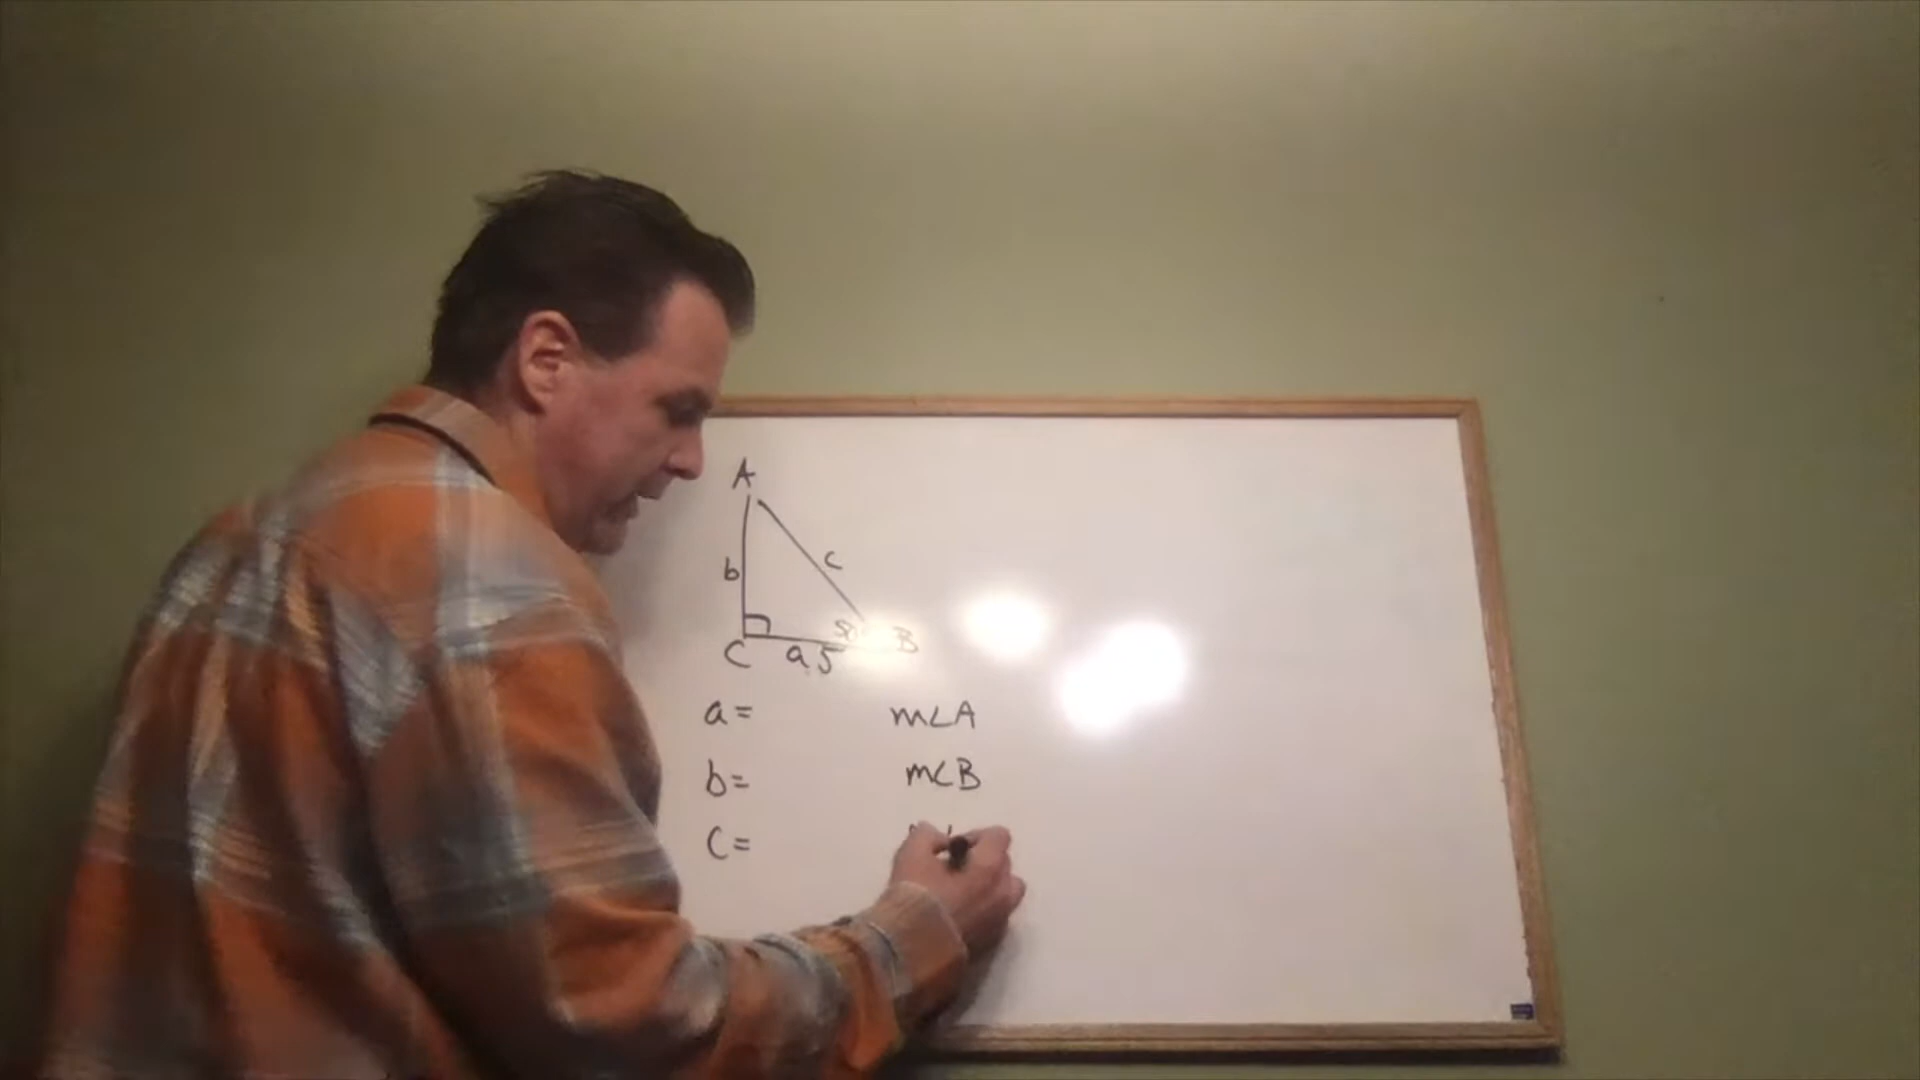 A
b
c
C
a 5
B
a =
m∠A
b =
m∠B
c =